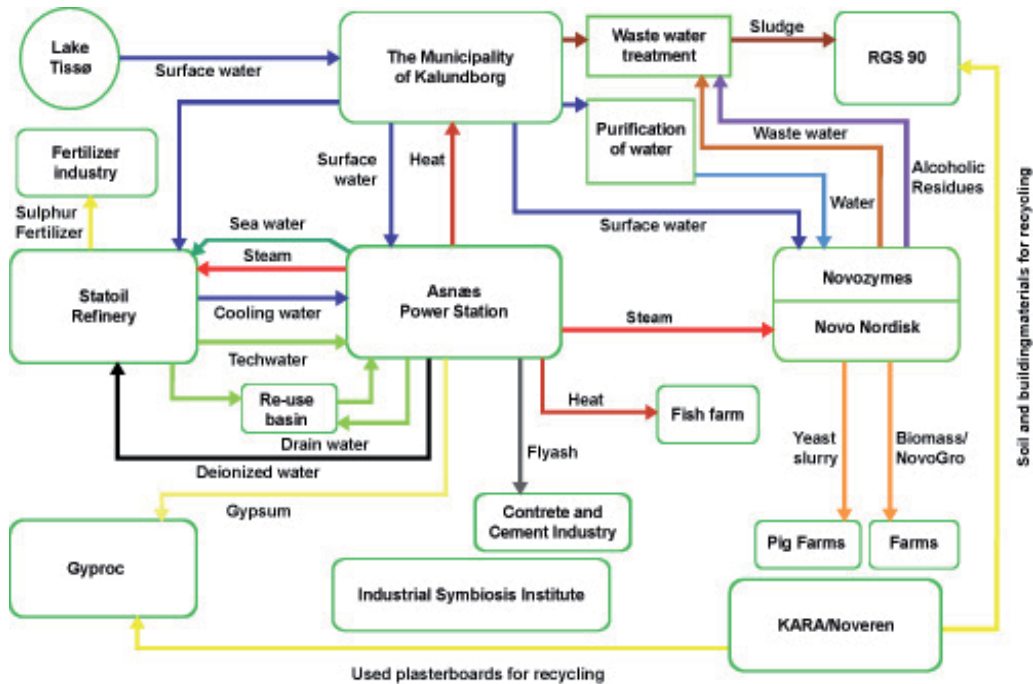 Lake
Tissø
Surface water
The Municipality
of Kalundborg
Waste water
treatment
Sludge
RGS 90
Fertilizer
industry
Surface
water
Heat
Purification
of water
Waste water
Alcoholic
Residues
Sulphur
Fertilizer
Sea water
Surface water
Water
Steam
Statoil
Refinery
Cooling water
Asnæs
Power Station
Steam
Novozymes
Novo Nordisk
Techwater
Re-use
basin
Drain water
Deionized water
Heat
Fish farm
Flyash
Yeast
slurry
Biomass/
NovoGro
Soil and buildingmaterials for recycling
Gypsum
Contrete and
Cement Industry
Pig Farms
Farms
Gyproc
Industrial Symbiosis Institute
KARA/Noveren
Used plasterboards for recycling